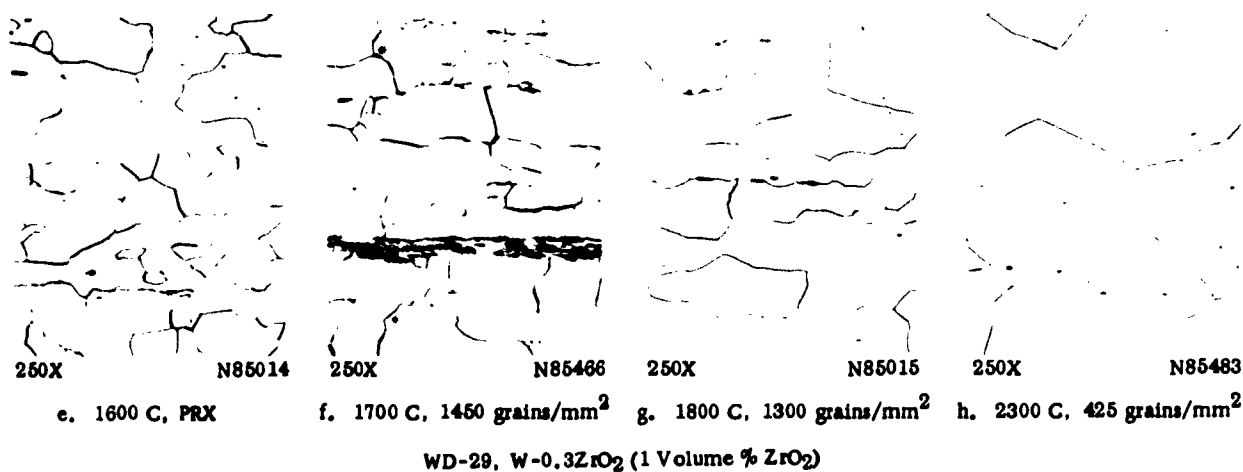 250X N85014 250X N85466 250X N85015 250X N85483
e. 1600 C, PRX f. 1700 C, 1450 grains/mm² g. 1800 C, 1300 grains/mm² h. 2300 C, 425 grains/mm²
WD-29, W-0.3ZrO₂ (1 Volume % ZrO₂)